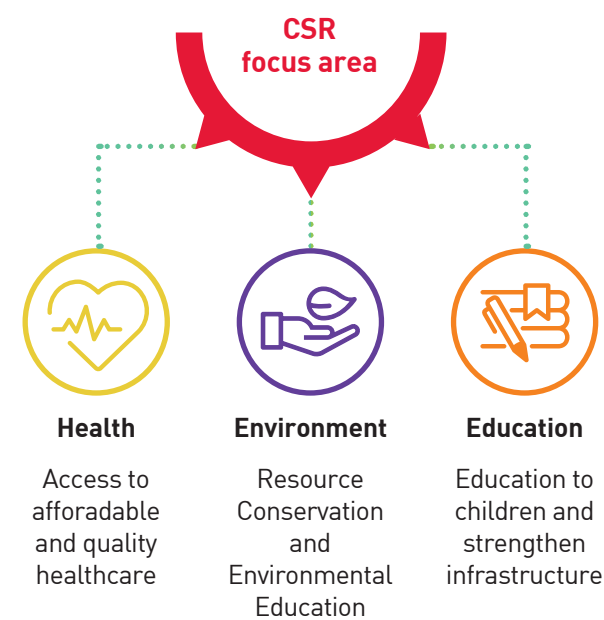 CSR
focus area
Health
Access to
afforadable
and quality
healthcare
Environment
Resource
Conservation
and
Environmental
Education
Education
Education to
children and
strengthen
infrastructure